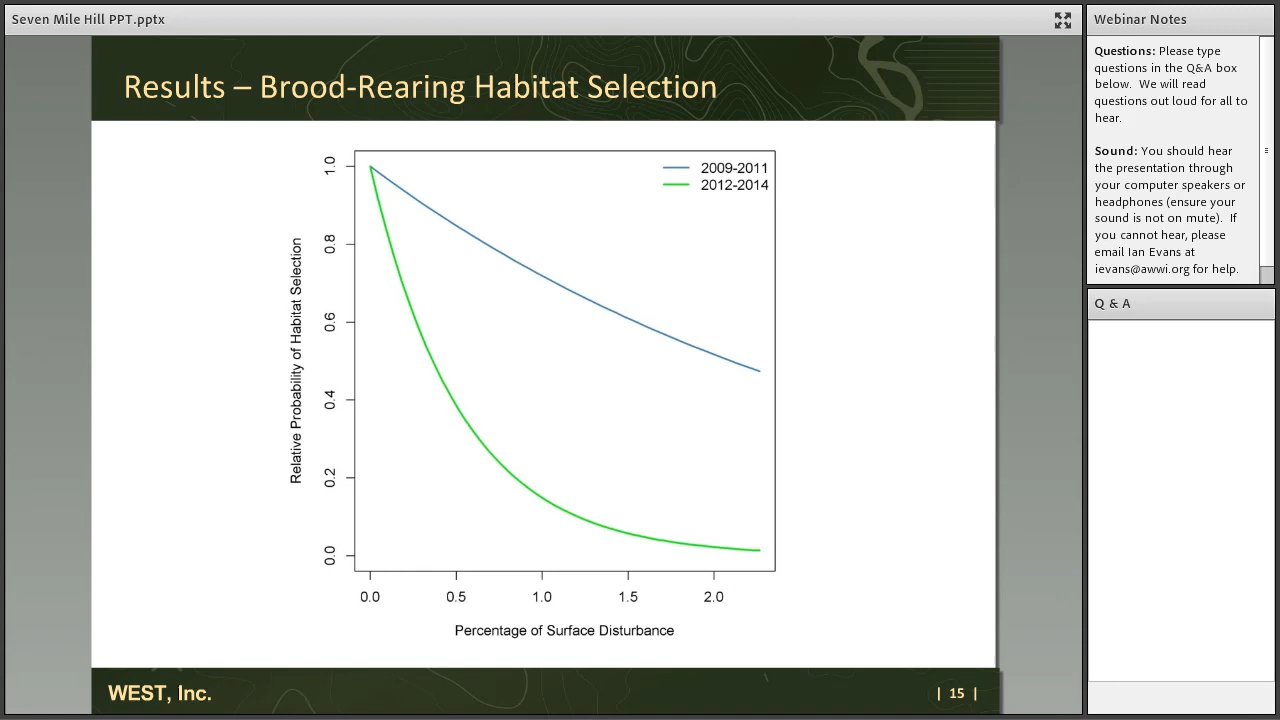 Seven Mile Hill PPT.pptx
Results – Brood-Rearing Habitat Selection
2009-2011
2012-2014
Relative Probability of Habitat Selection
1.0
0.8
0.6
0.4
0.2
0.0
0.0 0.5 1.0 1.5 2.0
Percentage of Surface Disturbance
WEST, Inc.
| 15 |
Webinar Notes
Questions: Please type
questions in the Q&A box
below. We will read
questions out loud for all to
hear.
Sound: You should hear
the presentation through
your computer speakers or
headphones (ensure your
sound is not on mute). If
you cannot hear, please
email Ian Evans at
ievans@awwi.org for help.
Q & A